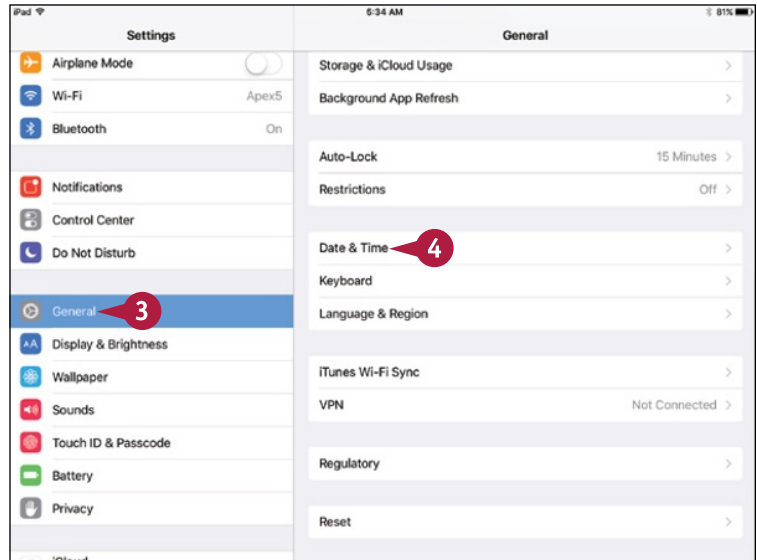 iPad 6:34 AM 81%
Settings
Airplane Mode
Wi-Fi Apex5
Bluetooth On
Notifications
Control Center
Do Not Disturb
General 3
Display & Brightness
AA
Wallpaper
Sounds
Touch ID & Passcode
Battery
Privacy
iCloud
General
Storage & iCloud Usage
Background App Refresh
Auto-Lock 15 Minutes
Restrictions Off
Date & Time 4
Keyboard
Language & Region
iTunes Wi-Fi Sync
VPN Not Connected
Regulatory
Reset